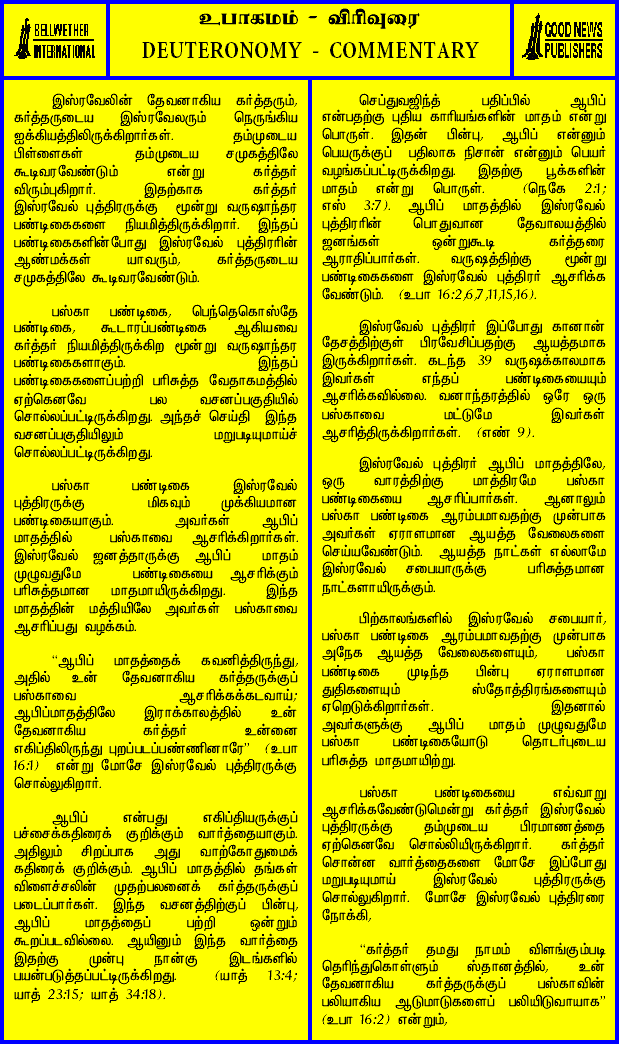 BELLWETHER
INTERNATIONAL
உபாகமம் - விரிவுரை
DEUTERONOMY - COMMENTARY
GOOD NEWS
PUBLISHERS
இஸ்ரவேலின் தேவனாகிய கர்த்தரும்,
கர்த்தருடைய இஸ்ரவேலரும் நெருங்கிய
ஐக்கியத்திலிருக்கிறார்கள். தம்முடைய
பிள்ளைகள் தம்முடைய சமுகத்திலே
கூடிவரவேண்டும் என்று கர்த்தர்
விரும்புகிறார். இதற்காக கர்த்தர்
இஸ்ரவேல் புத்திரருக்கு மூன்று வருஷாந்தர
பண்டிகைகளை நியமித்திருக்கிறார். இந்தப்
பண்டிகைகளின்போது இஸ்ரவேல் புத்திரரின்
ஆண்மக்கள் யாவரும், கர்த்தருடைய
சமுகத்திலே கூடிவரவேண்டும்.
பஸ்கா பண்டிகை, பெந்தெகொஸ்தே
பண்டிகை, கூடாரப்பண்டிகை ஆகியவை
கர்த்தர் நியமித்திருக்கிற மூன்று வருஷாந்தர
பண்டிகைகளாகும். இந்தப்
பண்டிகைகளைப்பற்றி பரிசுத்த வேதாகமத்தில்
ஏற்கெனவே பல வசனப்பகுதியில்
சொல்லப்பட்டிருக்கிறது. அந்தச் செய்தி இந்த
வசனப்பகுதியிலும் மறுபடியுமாய்ச்
சொல்லப்பட்டிருக்கிறது.
பஸ்கா பண்டிகை இஸ்ரவேல்
புத்திரருக்கு மிகவும் முக்கியமான
பண்டிகையாகும். அவர்கள் ஆபிப்
மாதத்தில் பஸ்காவை ஆசரிக்கிறார்கள்.
இஸ்ரவேல் ஜனத்தாருக்கு ஆபிப் மாதம்
முழுவதுமே பண்டிகையை ஆசரிக்கும்
பரிசுத்தமான மாதமாயிருக்கிறது. இந்த
மாதத்தின் மத்தியிலே அவர்கள் பஸ்காவை
ஆசரிப்பது வழக்கம்.
“ஆபிப் மாதத்தைக் கவனித்திருந்து,
அதில் உன் தேவனாகிய கர்த்தருக்குப்
பஸ்காவை ஆசரிக்கக்கடவாய்;
ஆபிப்மாதத்திலே இராக்காலத்தில் உன்
தேவனாகிய கர்த்தர் உன்னை
எகிப்திலிருந்து புறப்படப்பண்ணினாரே” (உபா
16:1) என்று மோசே இஸ்ரவேல் புத்திரருக்கு
சொல்லுகிறார்.
ஆபிப் என்பது எகிப்தியருக்குப்
பச்சைக்கதிரைக் குறிக்கும் வார்த்தையாகும்.
அதிலும் சிறப்பாக அது வாற்கோதுமைக்
கதிரைக் குறிக்கும். ஆபிப் மாதத்தில் தங்கள்
விளைச்சலின் முதற்பலனைக் கர்த்தருக்குப்
படைப்பார்கள். இந்த வசனத்திற்குப் பின்பு,
ஆபிப் மாதத்தைப் பற்றி ஒன்றும்
கூறப்படவில்லை. ஆயினும் இந்த வார்த்தை
இதற்கு முன்பு நான்கு இடங்களில்
பயன்படுத்தப்பட்டிருக்கிறது. (யாத் 13:4;
யாத் 23:15; யாத் 34:18).
செப்துவஜிந்த் பதிப்பில் ஆபிப்
என்பதற்கு புதிய காரியங்களின் மாதம் என்று
பொருள். இதன் பின்பு, ஆபிப் என்னும்
பெயருக்குப் பதிலாக நிசான் என்னும் பெயர்
வழங்கப்பட்டிருக்கிறது. இதற்கு பூக்களின்
மாதம் என்று பொருள். (நெகே 2:1;
எஸ் 3:7). ஆபிப் மாதத்தில் இஸ்ரவேல்
புத்திரரின் பொதுவான தேவாலயத்தில்
ஜனங்கள் ஒன்றுகூடி கர்த்தரை
ஆராதிப்பார்கள். வருஷத்திற்கு மூன்று
பண்டிகைகளை இஸ்ரவேல் புத்திரர் ஆசரிக்க
வேண்டும். (உபா 16:2,6,7,11,15,16).
இஸ்ரவேல் புத்திரர் இப்போது கானான்
தேசத்திற்குள் பிரவேசிப்பதற்கு ஆயத்தமாக
இருக்கிறார்கள். கடந்த 39 வருஷக்காலமாக
இவர்கள் எந்தப் பண்டிகையையும்
ஆசரிக்கவில்லை. வனாந்தரத்தில் ஒரே ஒரு
பஸ்காவை மட்டுமே இவர்கள்
ஆசரித்திருக்கிறார்கள். (எண் 9).
இஸ்ரவேல் புத்திரர் ஆபிப் மாதத்திலே,
ஒரு வாரத்திற்கு மாத்திரமே பஸ்கா
பண்டிகையை ஆசரிப்பார்கள். ஆனாலும்
பஸ்கா பண்டிகை ஆரம்பமாவதற்கு முன்பாக
அவர்கள் ஏராளமான ஆயத்த வேலைகளை
செய்யவேண்டும். ஆயத்த நாட்கள் எல்லாமே
இஸ்ரவேல் சபையாருக்கு பரிசுத்தமான
நாட்களாயிருக்கும்.
பிற்காலங்களில் இஸ்ரவேல் சபையார்,
பஸ்கா பண்டிகை ஆரம்பமாவதற்கு முன்பாக
அநேக ஆயத்த வேலைகளையும், பஸ்கா
பண்டிகை முடிந்த பின்பு ஏராளமான
துதிகளையும் ஸ்தோத்திரங்களையும்
ஏறெடுக்கிறார்கள். இதனால்
அவர்களுக்கு ஆபிப் மாதம் முழுவதுமே
பஸ்கா பண்டிகையோடு தொடர்புடைய
பரிசுத்த மாதமாயிற்று.
பஸ்கா பண்டிகையை எவ்வாறு
ஆசரிக்கவேண்டுமென்று கர்த்தர் இஸ்ரவேல்
புத்திரருக்கு தம்முடைய பிரமாணத்தை
ஏற்கெனவே சொல்லியிருக்கிறார். கர்த்தர்
சொன்ன வார்த்தைகளை மோசே இப்போது
மறுபடியுமாய் இஸ்ரவேல் புத்திரருக்கு
சொல்லுகிறார். மோசே இஸ்ரவேல் புத்திரரை
நோக்கி,
“கர்த்தர் தமது நாமம் விளங்கும்படி
தெரிந்துகொள்ளும் ஸ்தானத்தில், உன்
தேவனாகிய கர்த்தருக்குப் பஸ்காவின்
பலியாகிய ஆடுமாடுகளைப் பலியிடுவாயாக”
(உபா 16:2) என்றும்,